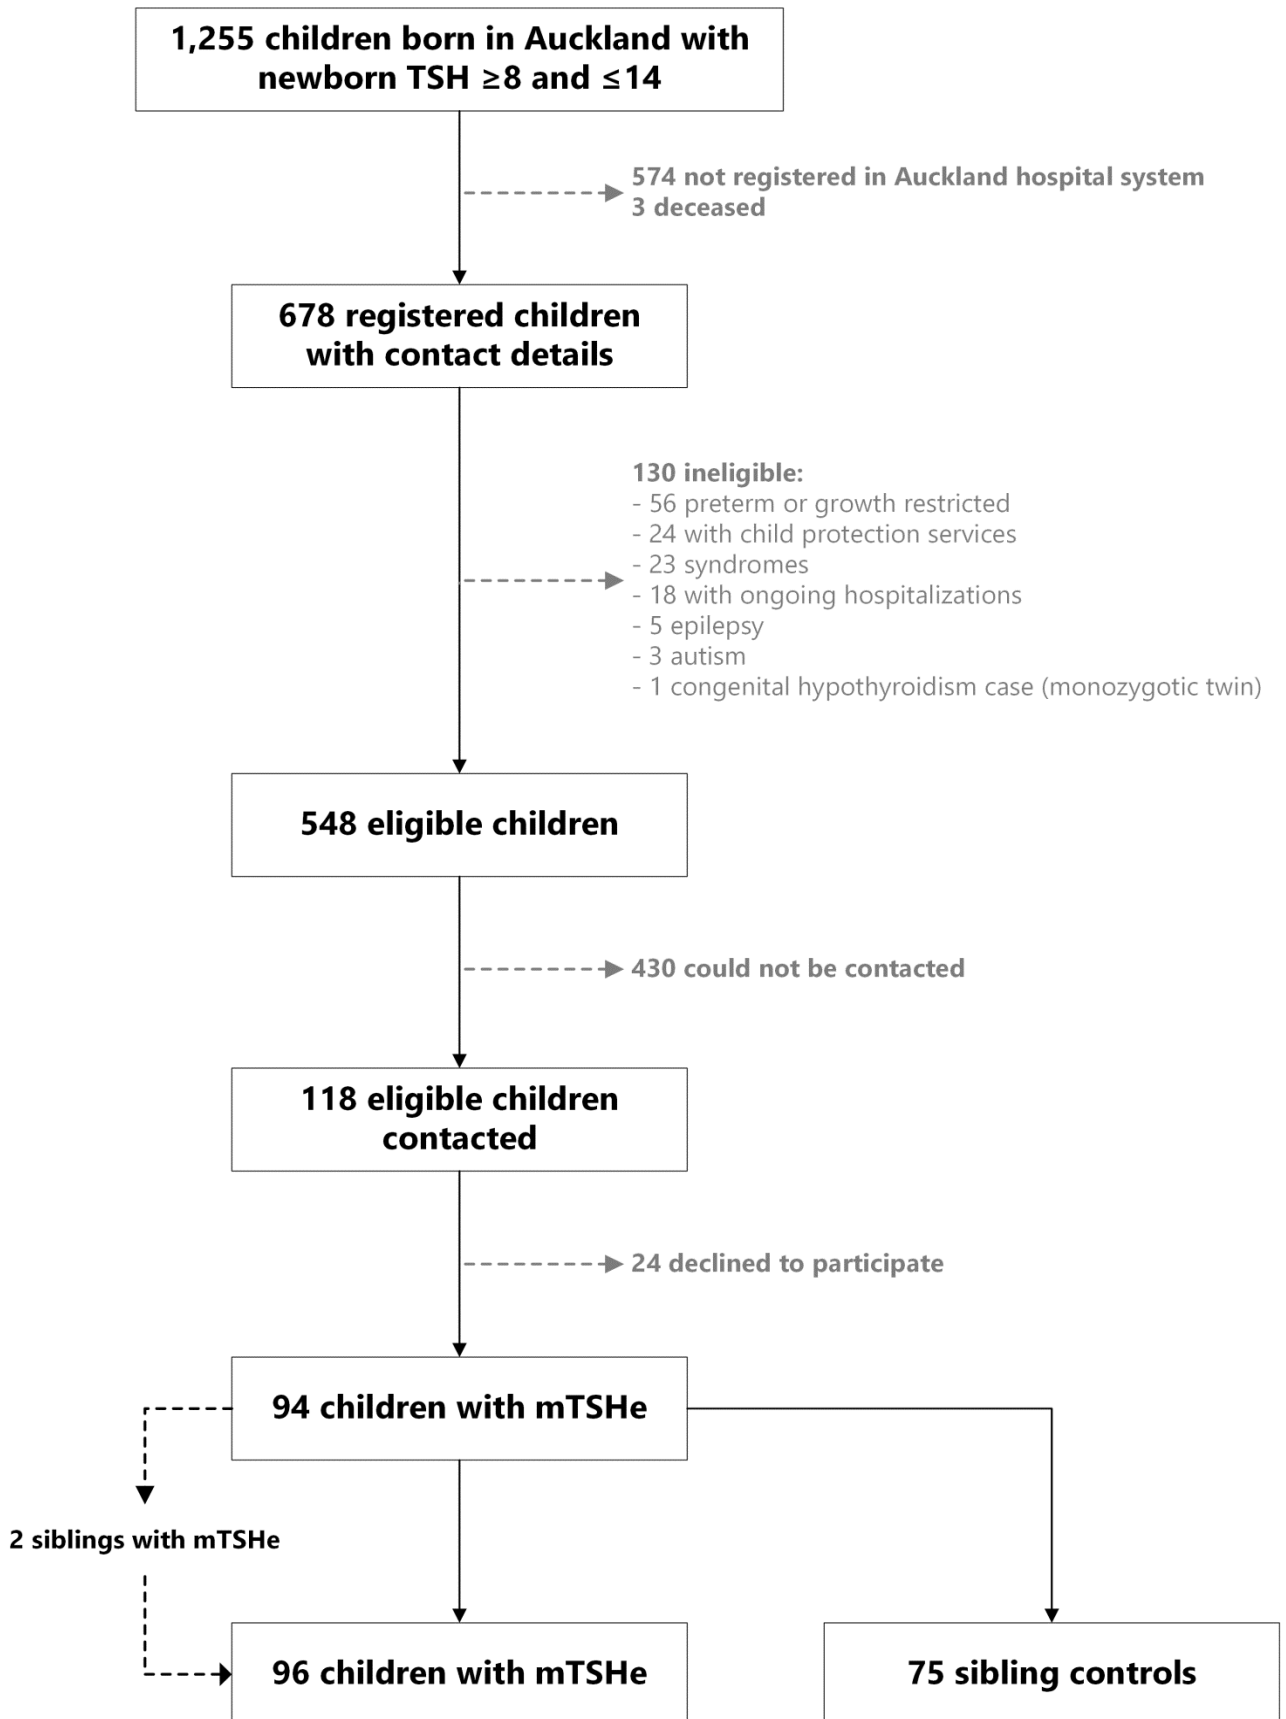 1,255 children born in Auckland with
newborn TSH ≥8 and ≤14
574 not registered in Auckland hospital system
3 deceased
678 registered children
with contact details
130 ineligible:
- 56 preterm or growth restricted
- 24 with child protection services
- 23 syndromes
- 18 with ongoing hospitalizations
- 5 epilepsy
- 3 autism
- 1 congenital hypothyroidism case (monozygotic twin)
548 eligible children
430 could not be contacted
118 eligible children
contacted
24 declined to participate
94 children with mTSHe
2 siblings with mTSHe
96 children with mTSHe
75 sibling controls